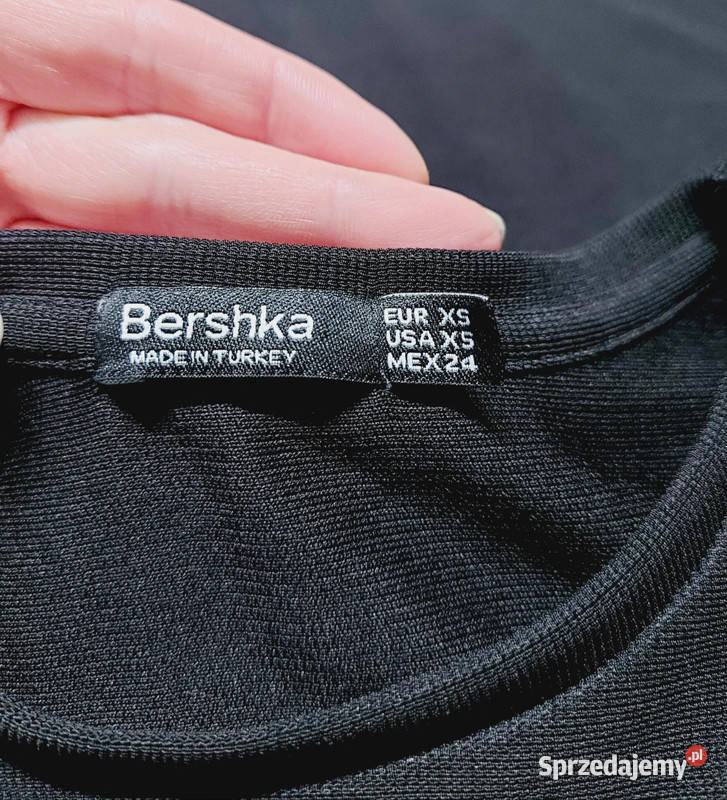 Bershka
MADE IN TURKEY
EUR XS
USA XS
MEX 24
Sprzedajemy.pl